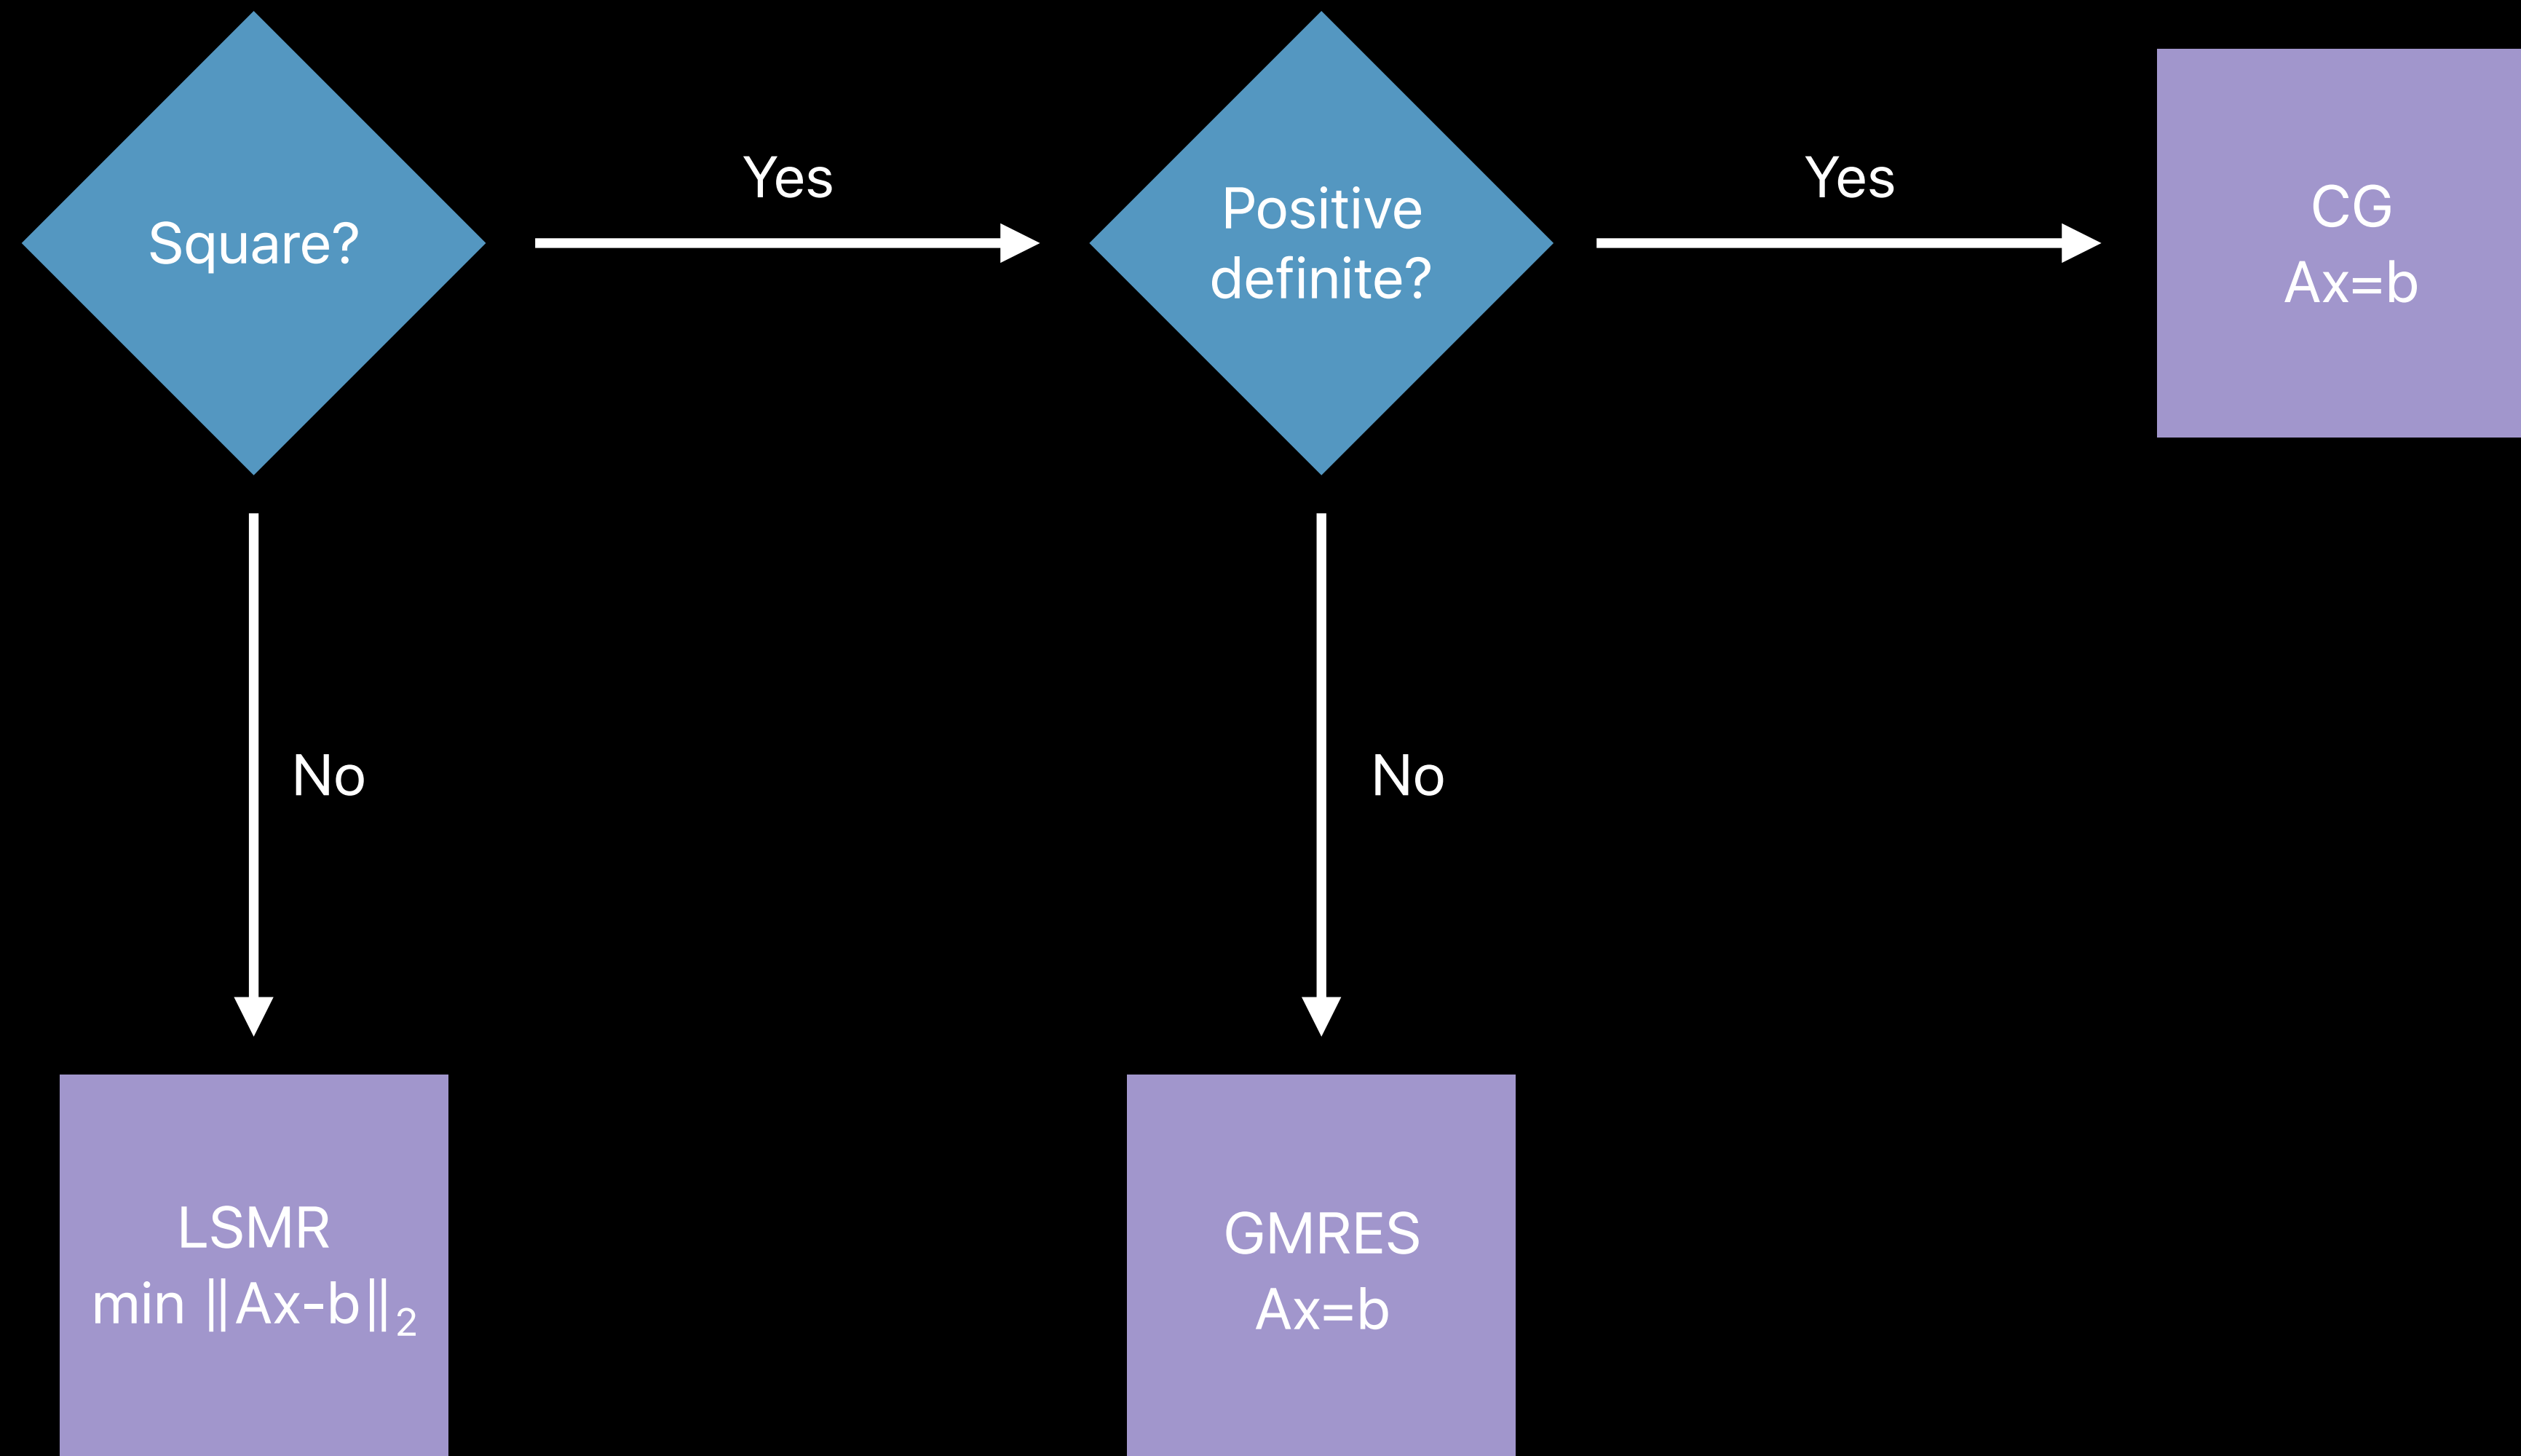 Square?
Yes
Positive
definite?
Yes
CG
Ax=b
No
No
LSMR
min ||Ax-b||₂
GMRES
Ax=b